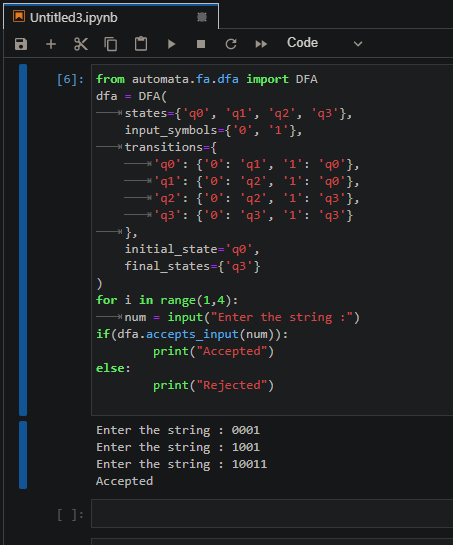 Untitled3.ipynb
Code
[6]: from automata.fa.dfa import DFA
dfa = DFA(
states={'q0', 'q1', 'q2', 'q3'},
input_symbols={'0', '1'},
transitions={
'q0': {'0': 'q1', '1': 'q0'},
'q1': {'0': 'q2', '1': 'q0'},
'q2': {'0': 'q2', '1': 'q3'},
'q3': {'0': 'q3', '1': 'q3'}
},
initial_state='q0',
final_states={'q3'}
)
for i in range(1,4):
num = input("Enter the string :")
if(dfa.accepts_input(num)):
print("Accepted")
else:
print("Rejected")
Enter the string : 0001
Enter the string : 1001
Enter the string : 10011
Accepted
[ ]: